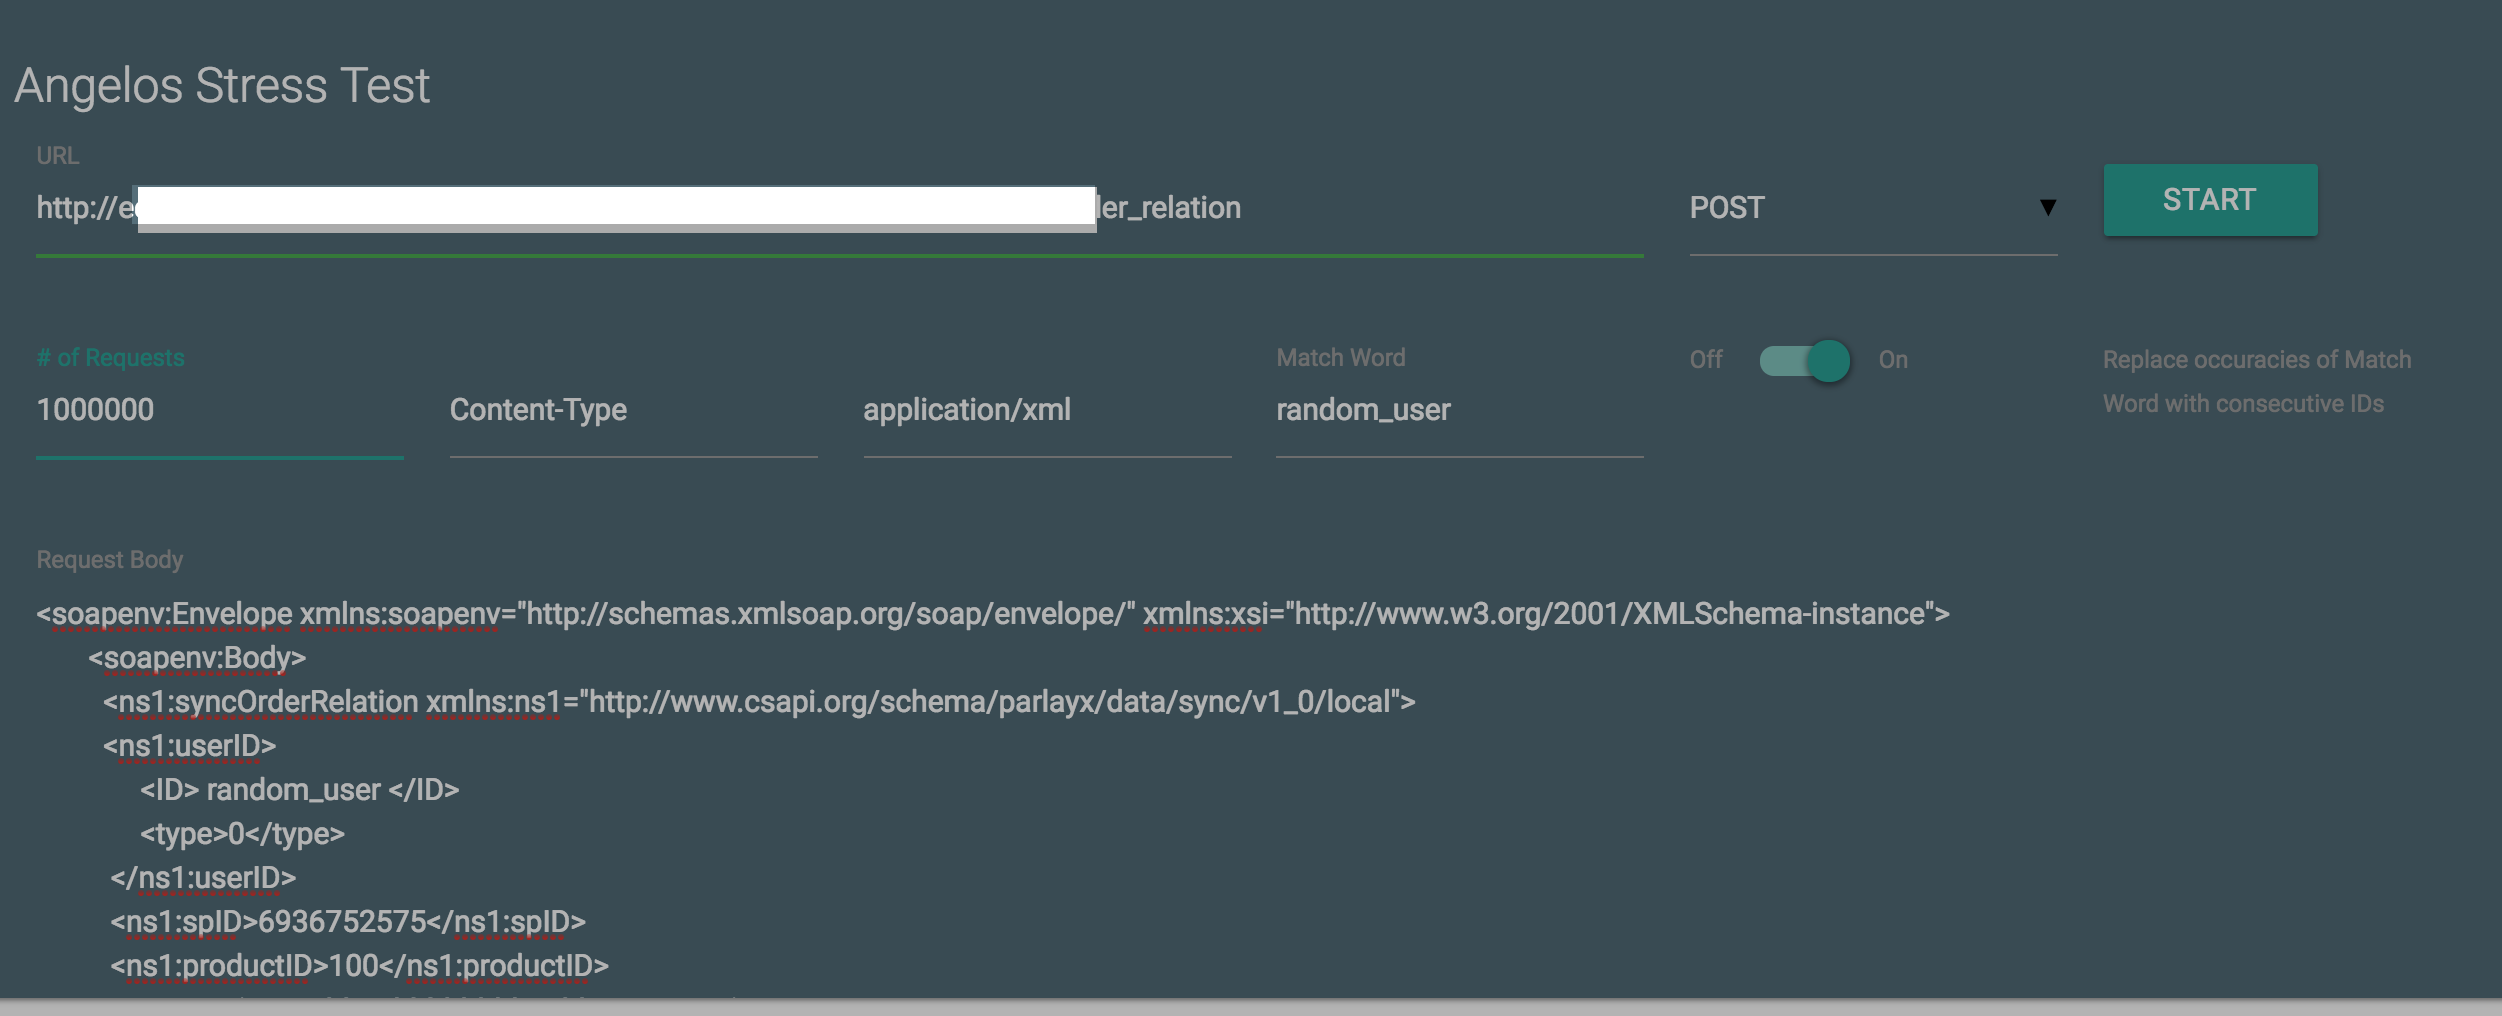 Angelos Stress Test
URL
http://e ler_relation
POST
START
# of Requests
1000000
Content-Type
application/xml
Match Word
random_user
Off On
Replace occuracies of Match
Word with consecutive IDs
Request Body
<soapenv:Envelope xmlns:soapenv="http://schemas.xmlsoap.org/soap/envelope/" xmlns:xsi="http://www.w3.org/2001/XMLSchema-instance">
<soapenv:Body>
<ns1:syncOrderRelation xmlns:ns1="http://www.csapi.org/schema/parlayx/data/sync/v1_0/local">
<ns1:userID>
<ID> random_user </ID>
<type>0</type>
</ns1:userID>
<ns1:spID>6936752575</ns1:spID>
<ns1:productID>100</ns1:productID>